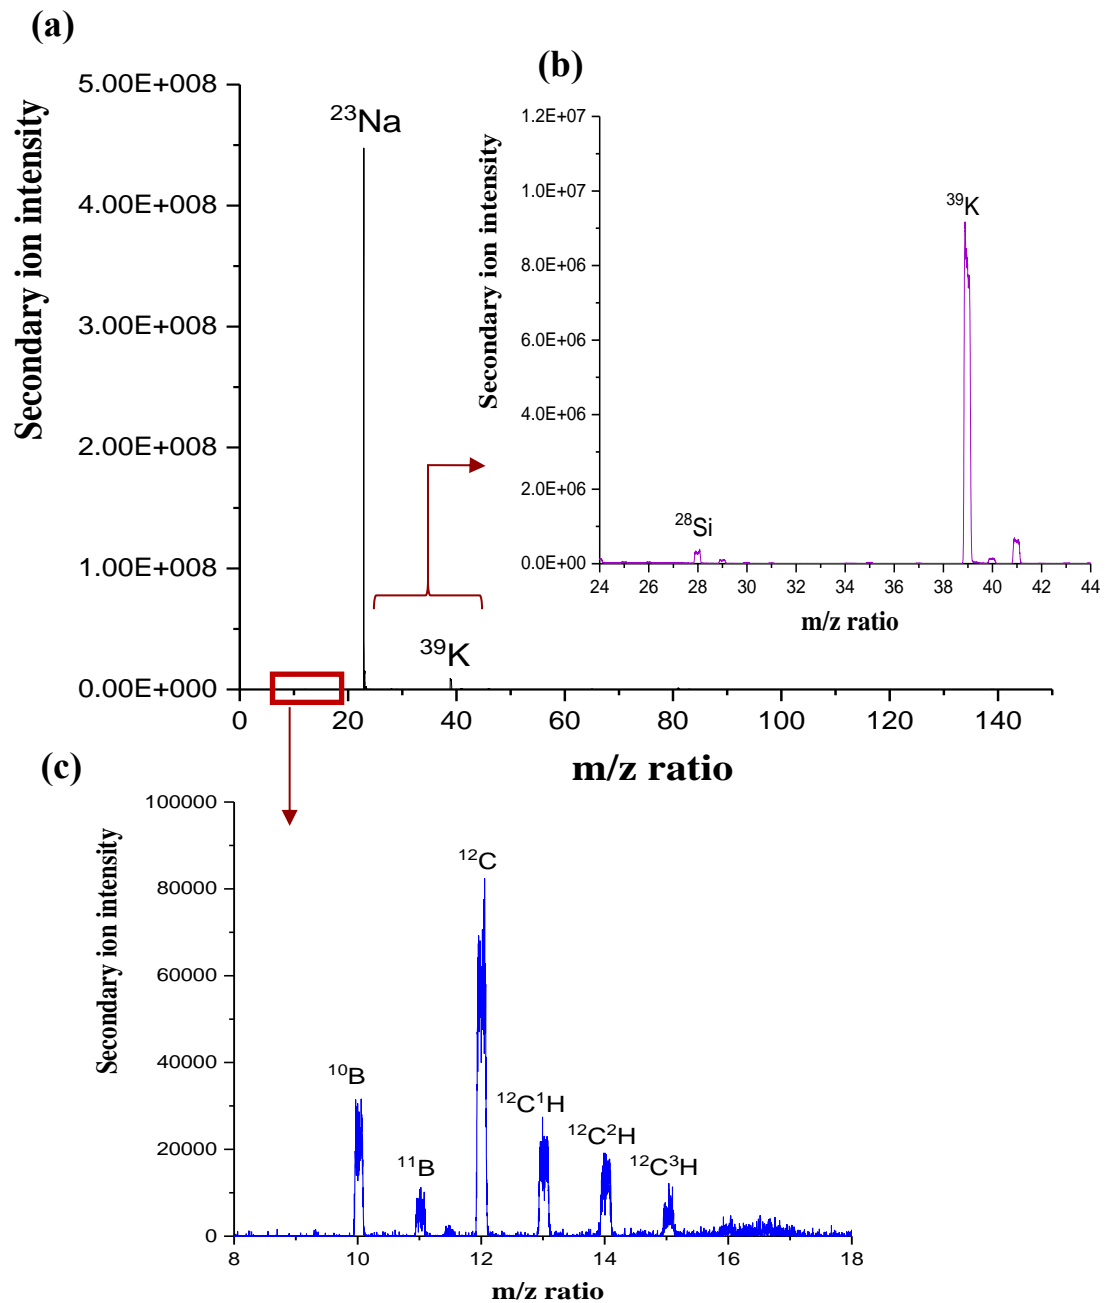 (a)
5.00E+008
4.00E+008
3.00E+008
2.00E+008
1.00E+008
0.00E+000
Secondary ion intensity
²³Na
³⁹K
0 20 40 60 80 100 120 140
m/z ratio
(b)
1.2E+07
1.0E+07
8.0E+06
6.0E+06
4.0E+06
2.0E+06
0.0E+00
Secondary ion intensity
³⁹K
²⁸Si
24 26 28 30 32 34 36 38 40 42 44
m/z ratio
(c)
100000
80000
60000
40000
20000
0
Secondary ion intensity
¹²C
¹⁰B
¹¹B
¹²C¹H
¹²C²H
¹²C³H
8 10 12 14 16 18
m/z ratio